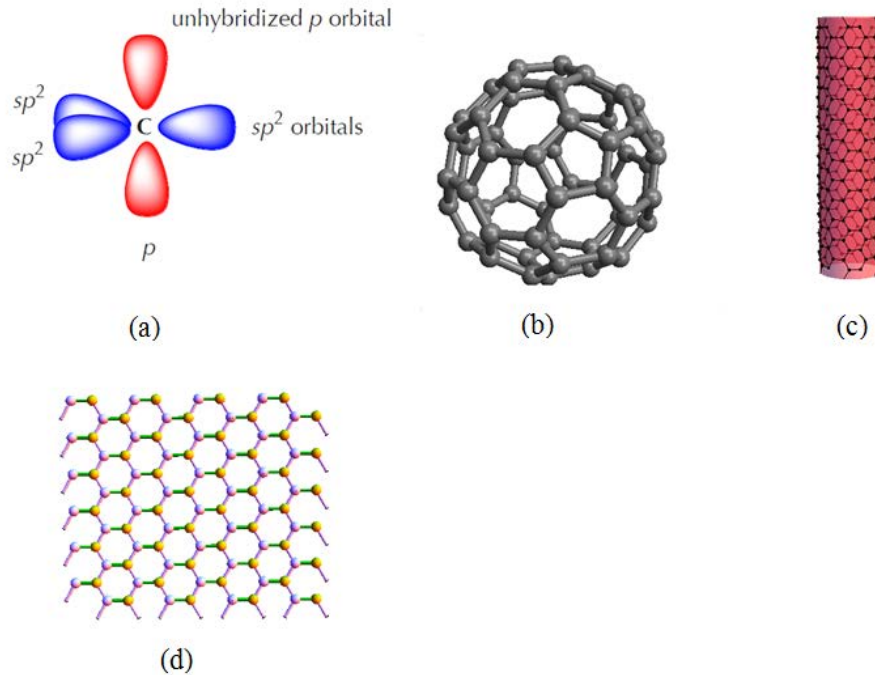 unhybridized p orbital
sp²
C
sp² orbitals
sp²
p
(a)
(b)
(c)
(d)